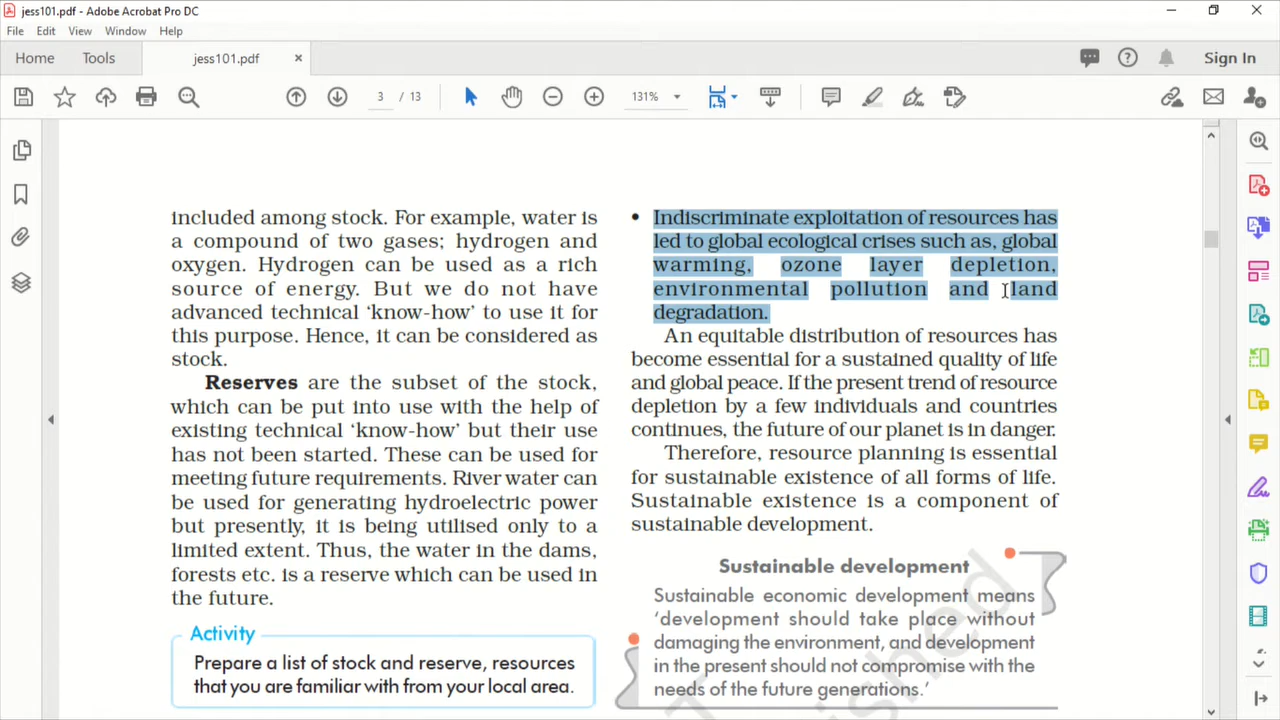 jess101.pdf - Adobe Acrobat Pro DC
File Edit View Window Help
Home Tools jess101.pdf × Sign In
3 / 13 131%
included among stock. For example, water is
a compound of two gases; hydrogen and
oxygen. Hydrogen can be used as a rich
source of energy. But we do not have
advanced technical ‘know-how’ to use it for
this purpose. Hence, it can be considered as
stock.
Reserves are the subset of the stock,
which can be put into use with the help of
existing technical ‘know-how’ but their use
has not been started. These can be used for
meeting future requirements. River water can
be used for generating hydroelectric power
but presently, it is being utilised only to a
limited extent. Thus, the water in the dams,
forests etc. is a reserve which can be used in
the future.
Activity
Prepare a list of stock and reserve, resources
that you are familiar with from your local area.
• Indiscriminate exploitation of resources has
led to global ecological crises such as, global
warming, ozone layer depletion,
environmental pollution and land
degradation.
An equitable distribution of resources has
become essential for a sustained quality of life
and global peace. If the present trend of resource
depletion by a few individuals and countries
continues, the future of our planet is in danger.
Therefore, resource planning is essential
for sustainable existence of all forms of life.
Sustainable existence is a component of
sustainable development.
Sustainable development
Sustainable economic development means
‘development should take place without
damaging the environment, and development
in the present should not compromise with the
needs of the future generations.’